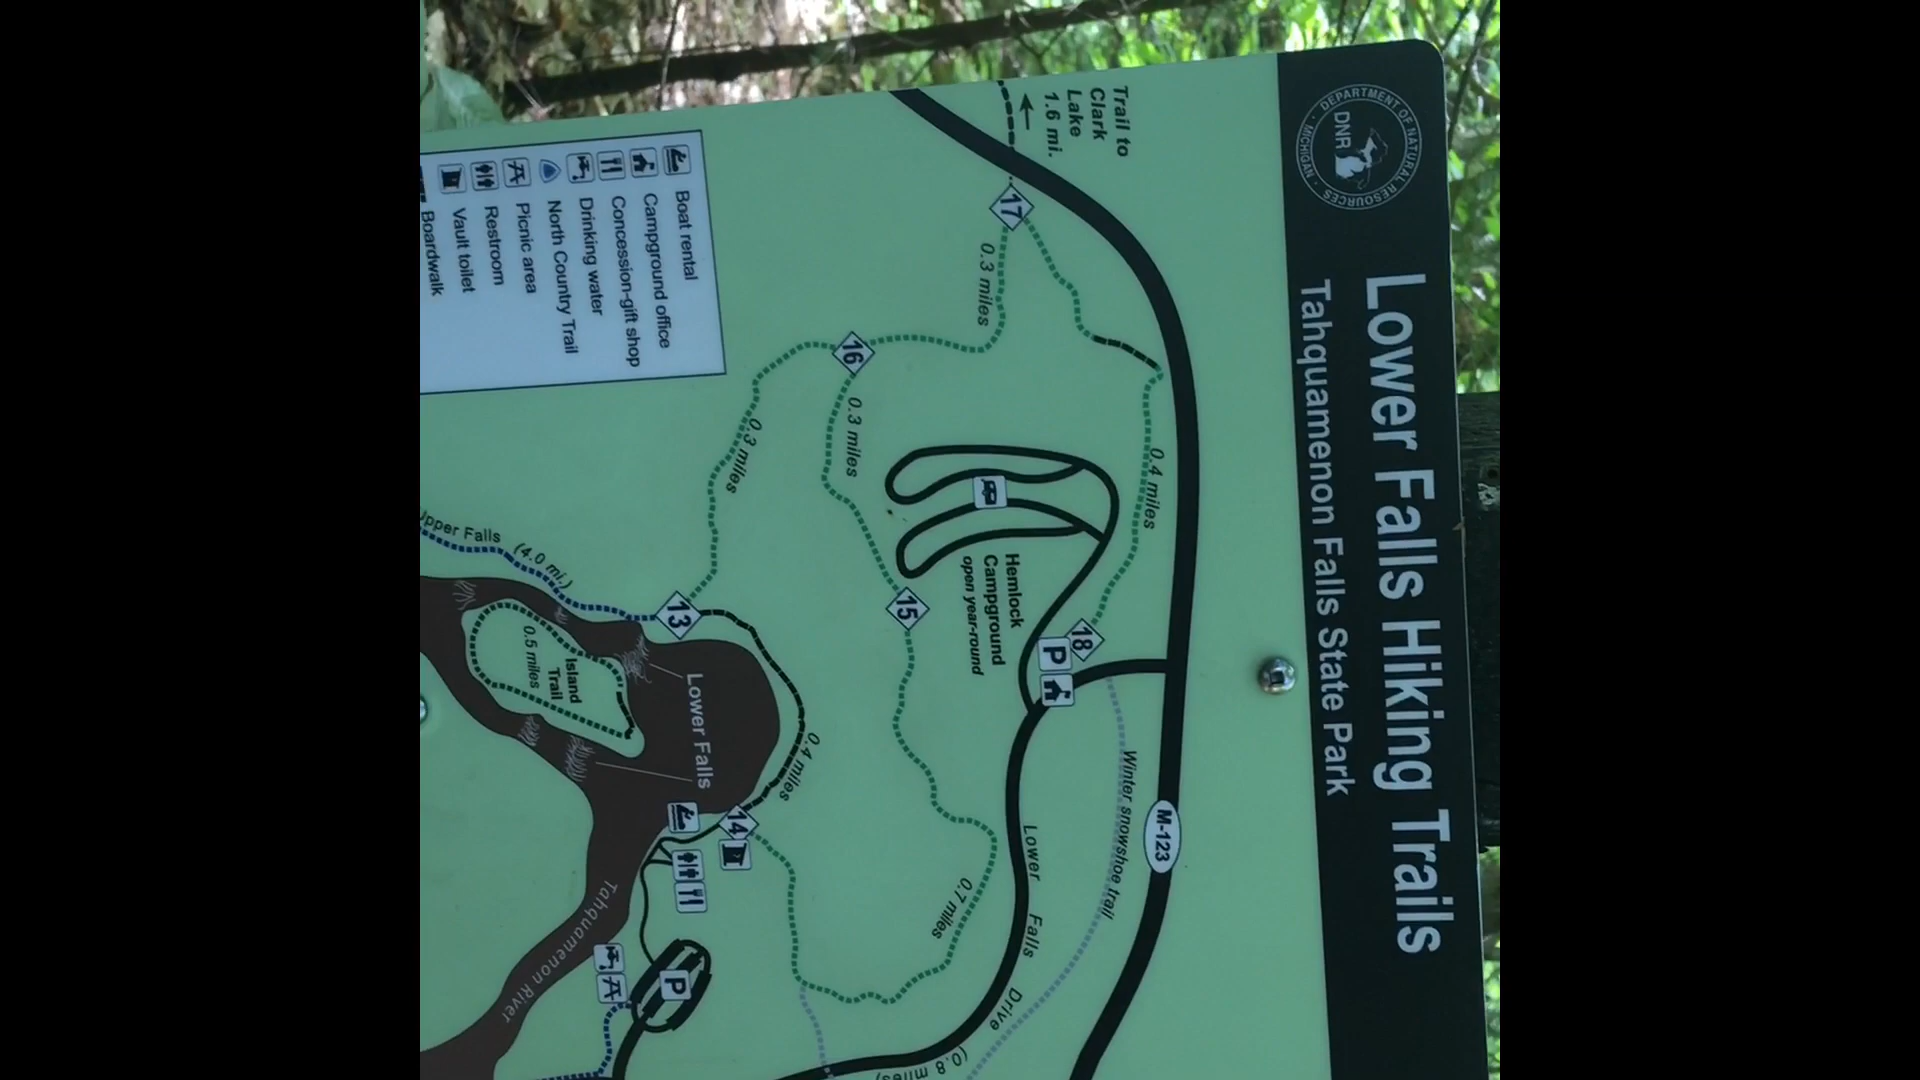 Lower Falls Hiking Trails
Tahquamenon Falls State Park
DEPARTMENT OF NATURAL RESOURCES
DNR
MICHIGAN
Trail to
Clark
Lake
1.6 mi.
17
0.3 miles
16
0.3 miles
0.3 miles
0.4 miles
18
P
Hemlock
Campground
open year-round
15
M-123
Winter snowshoe trail
Lower Falls Drive (0.8 miles)
0.7 miles
13
14
0.4 miles
Lower Falls
Island
Trail
0.5 miles
Upper Falls (4.0 mi.)
Tahquamenon River
P
Boat rental
Campground office
Concession-gift shop
Drinking water
North Country Trail
Picnic area
Restroom
Vault toilet
Boardwalk